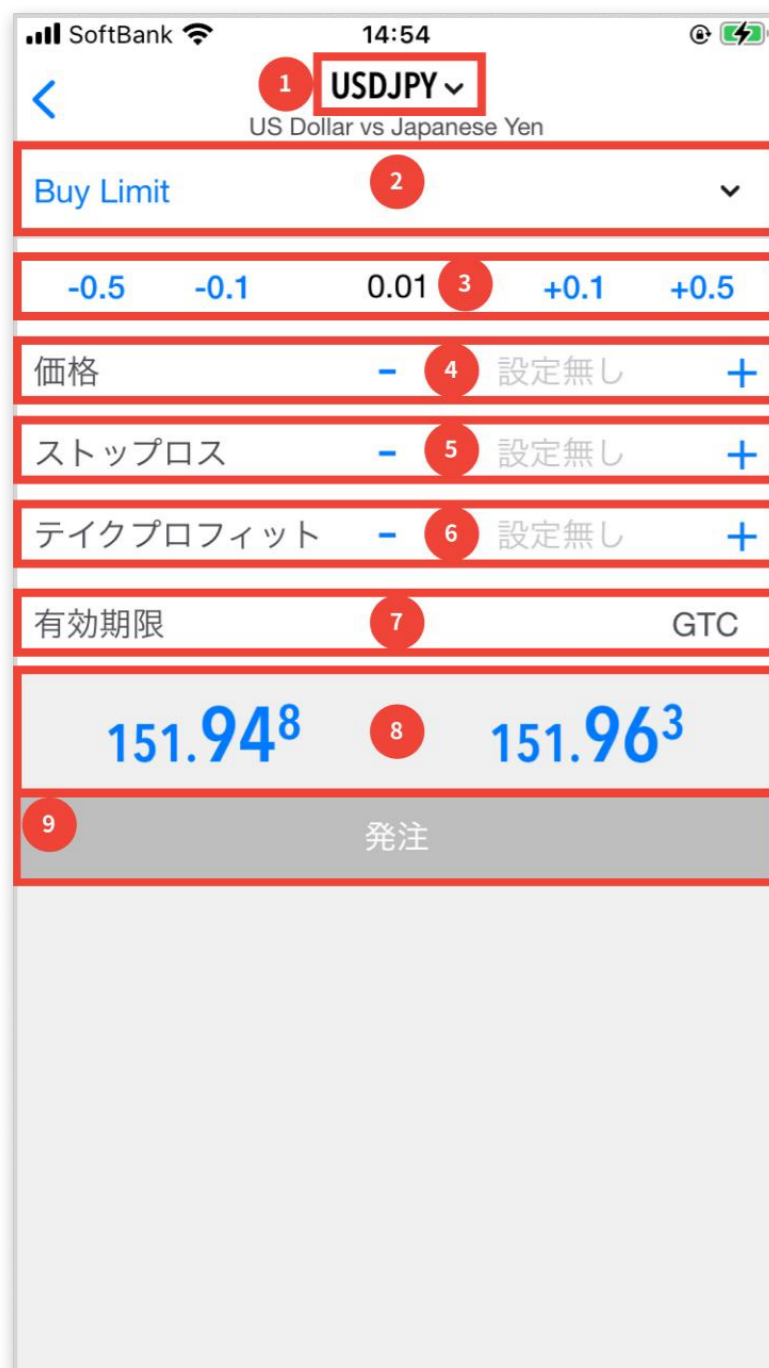 SoftBank 14:54
1 USDJPY
US Dollar vs Japanese Yen
Buy Limit 2
-0.5 -0.1 0.01 3 +0.1 +0.5
価格 - 4 設定無し +
ストップロス - 5 設定無し +
テイクプロフィット - 6 設定無し +
有効期限 7 GTC
151.948 8 151.963
9 発注